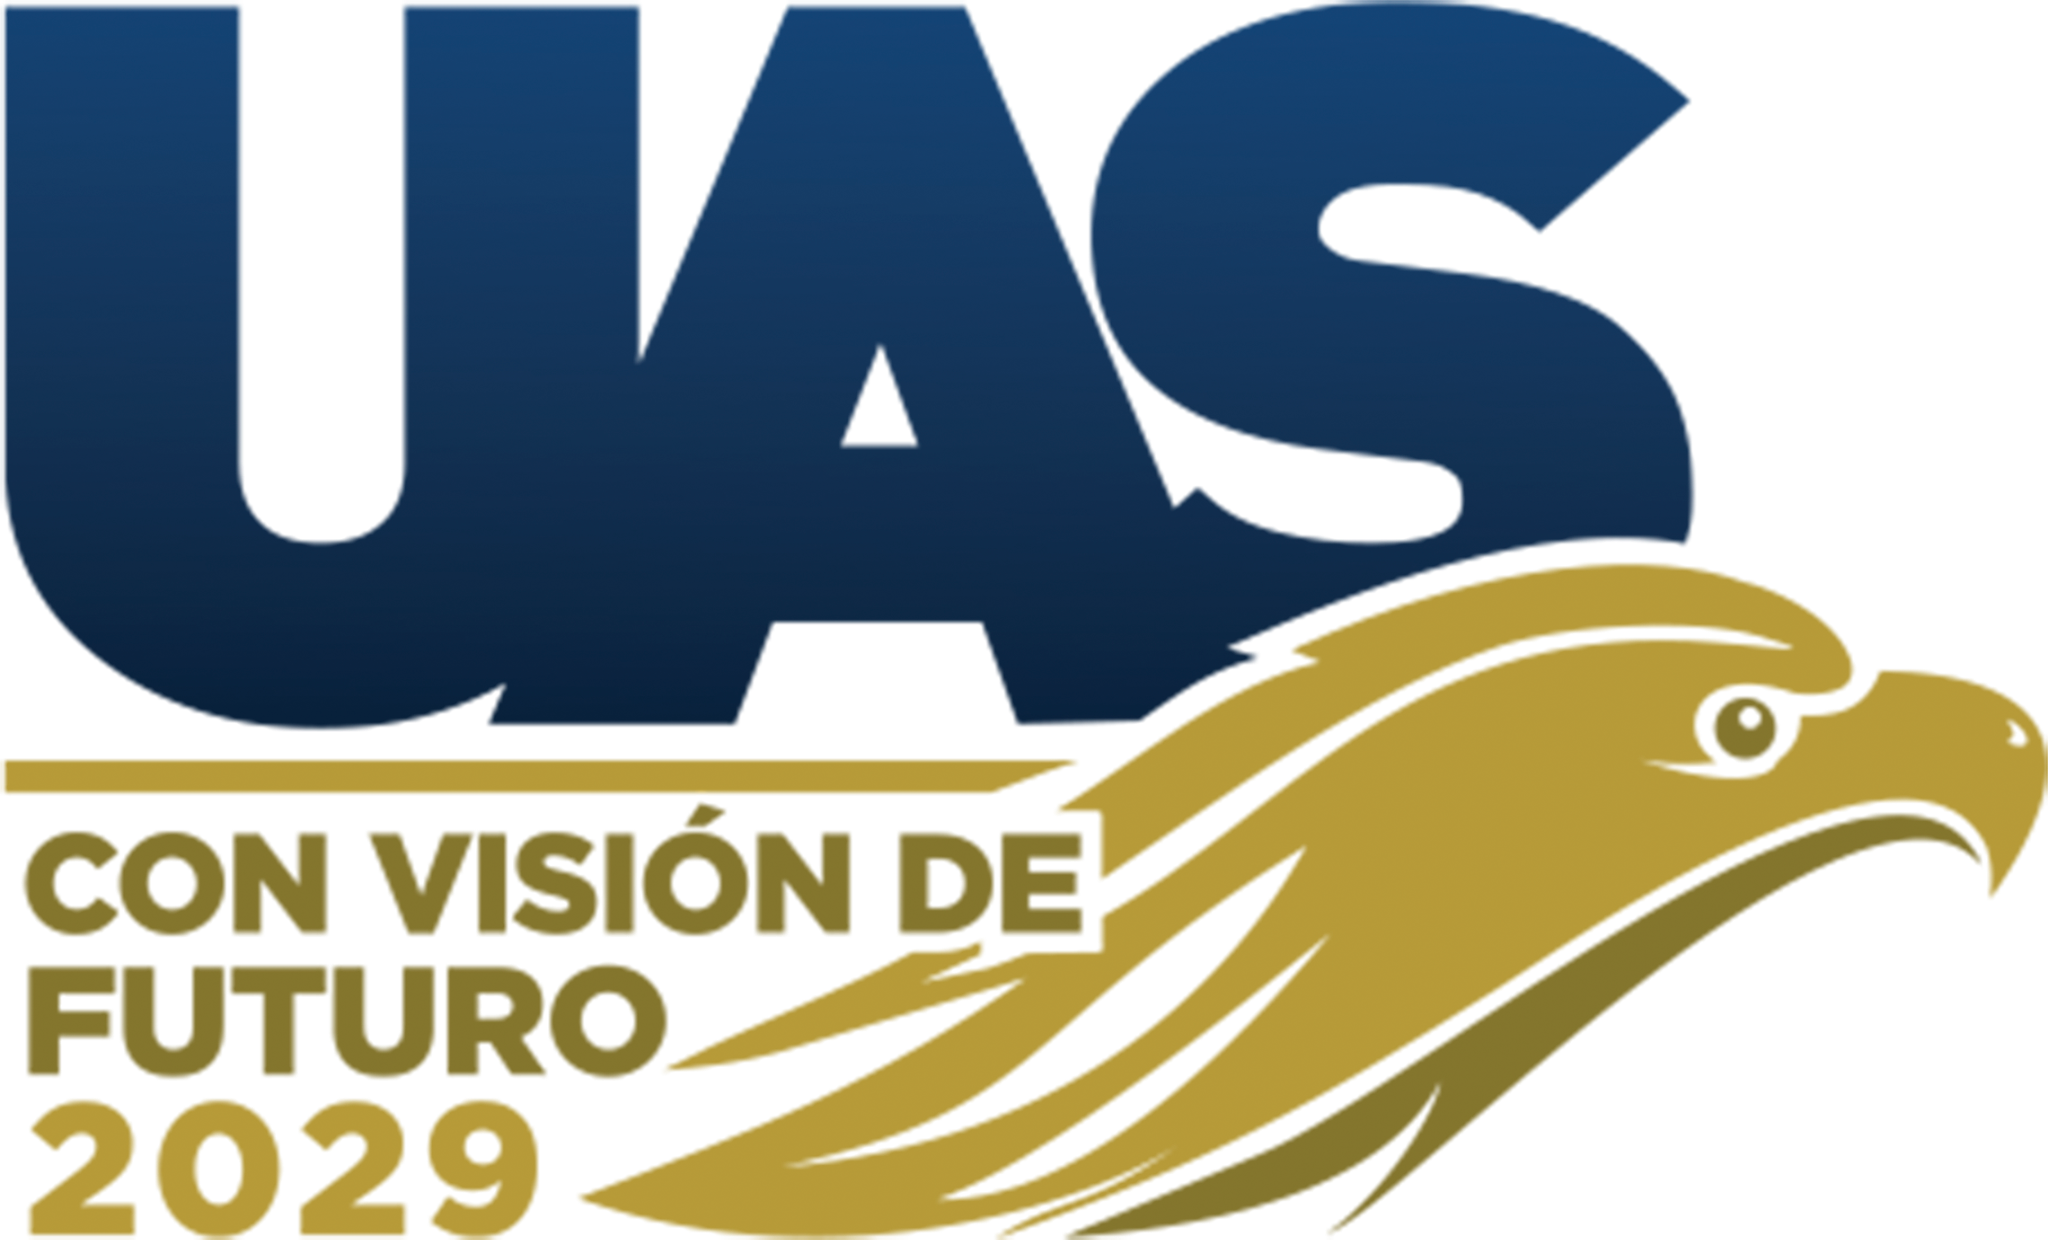 UAS
CON VISIÓN DE
FUTURO
2029